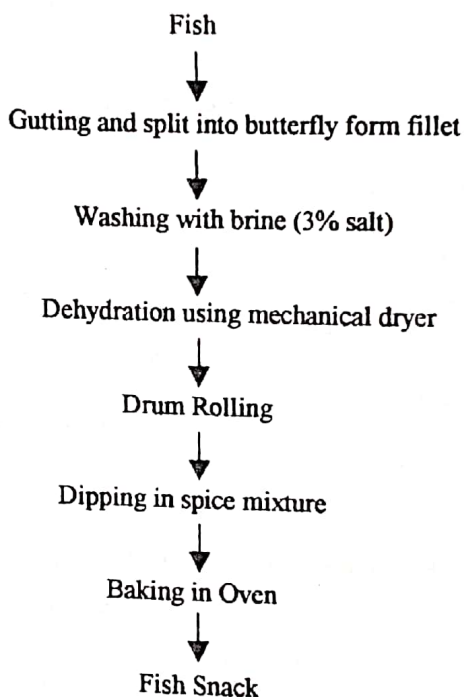 Fish
Gutting and split into butterfly form fillet
Washing with brine (3% salt)
Dehydration using mechanical dryer
Drum Rolling
Dipping in spice mixture
Baking in Oven
Fish Snack